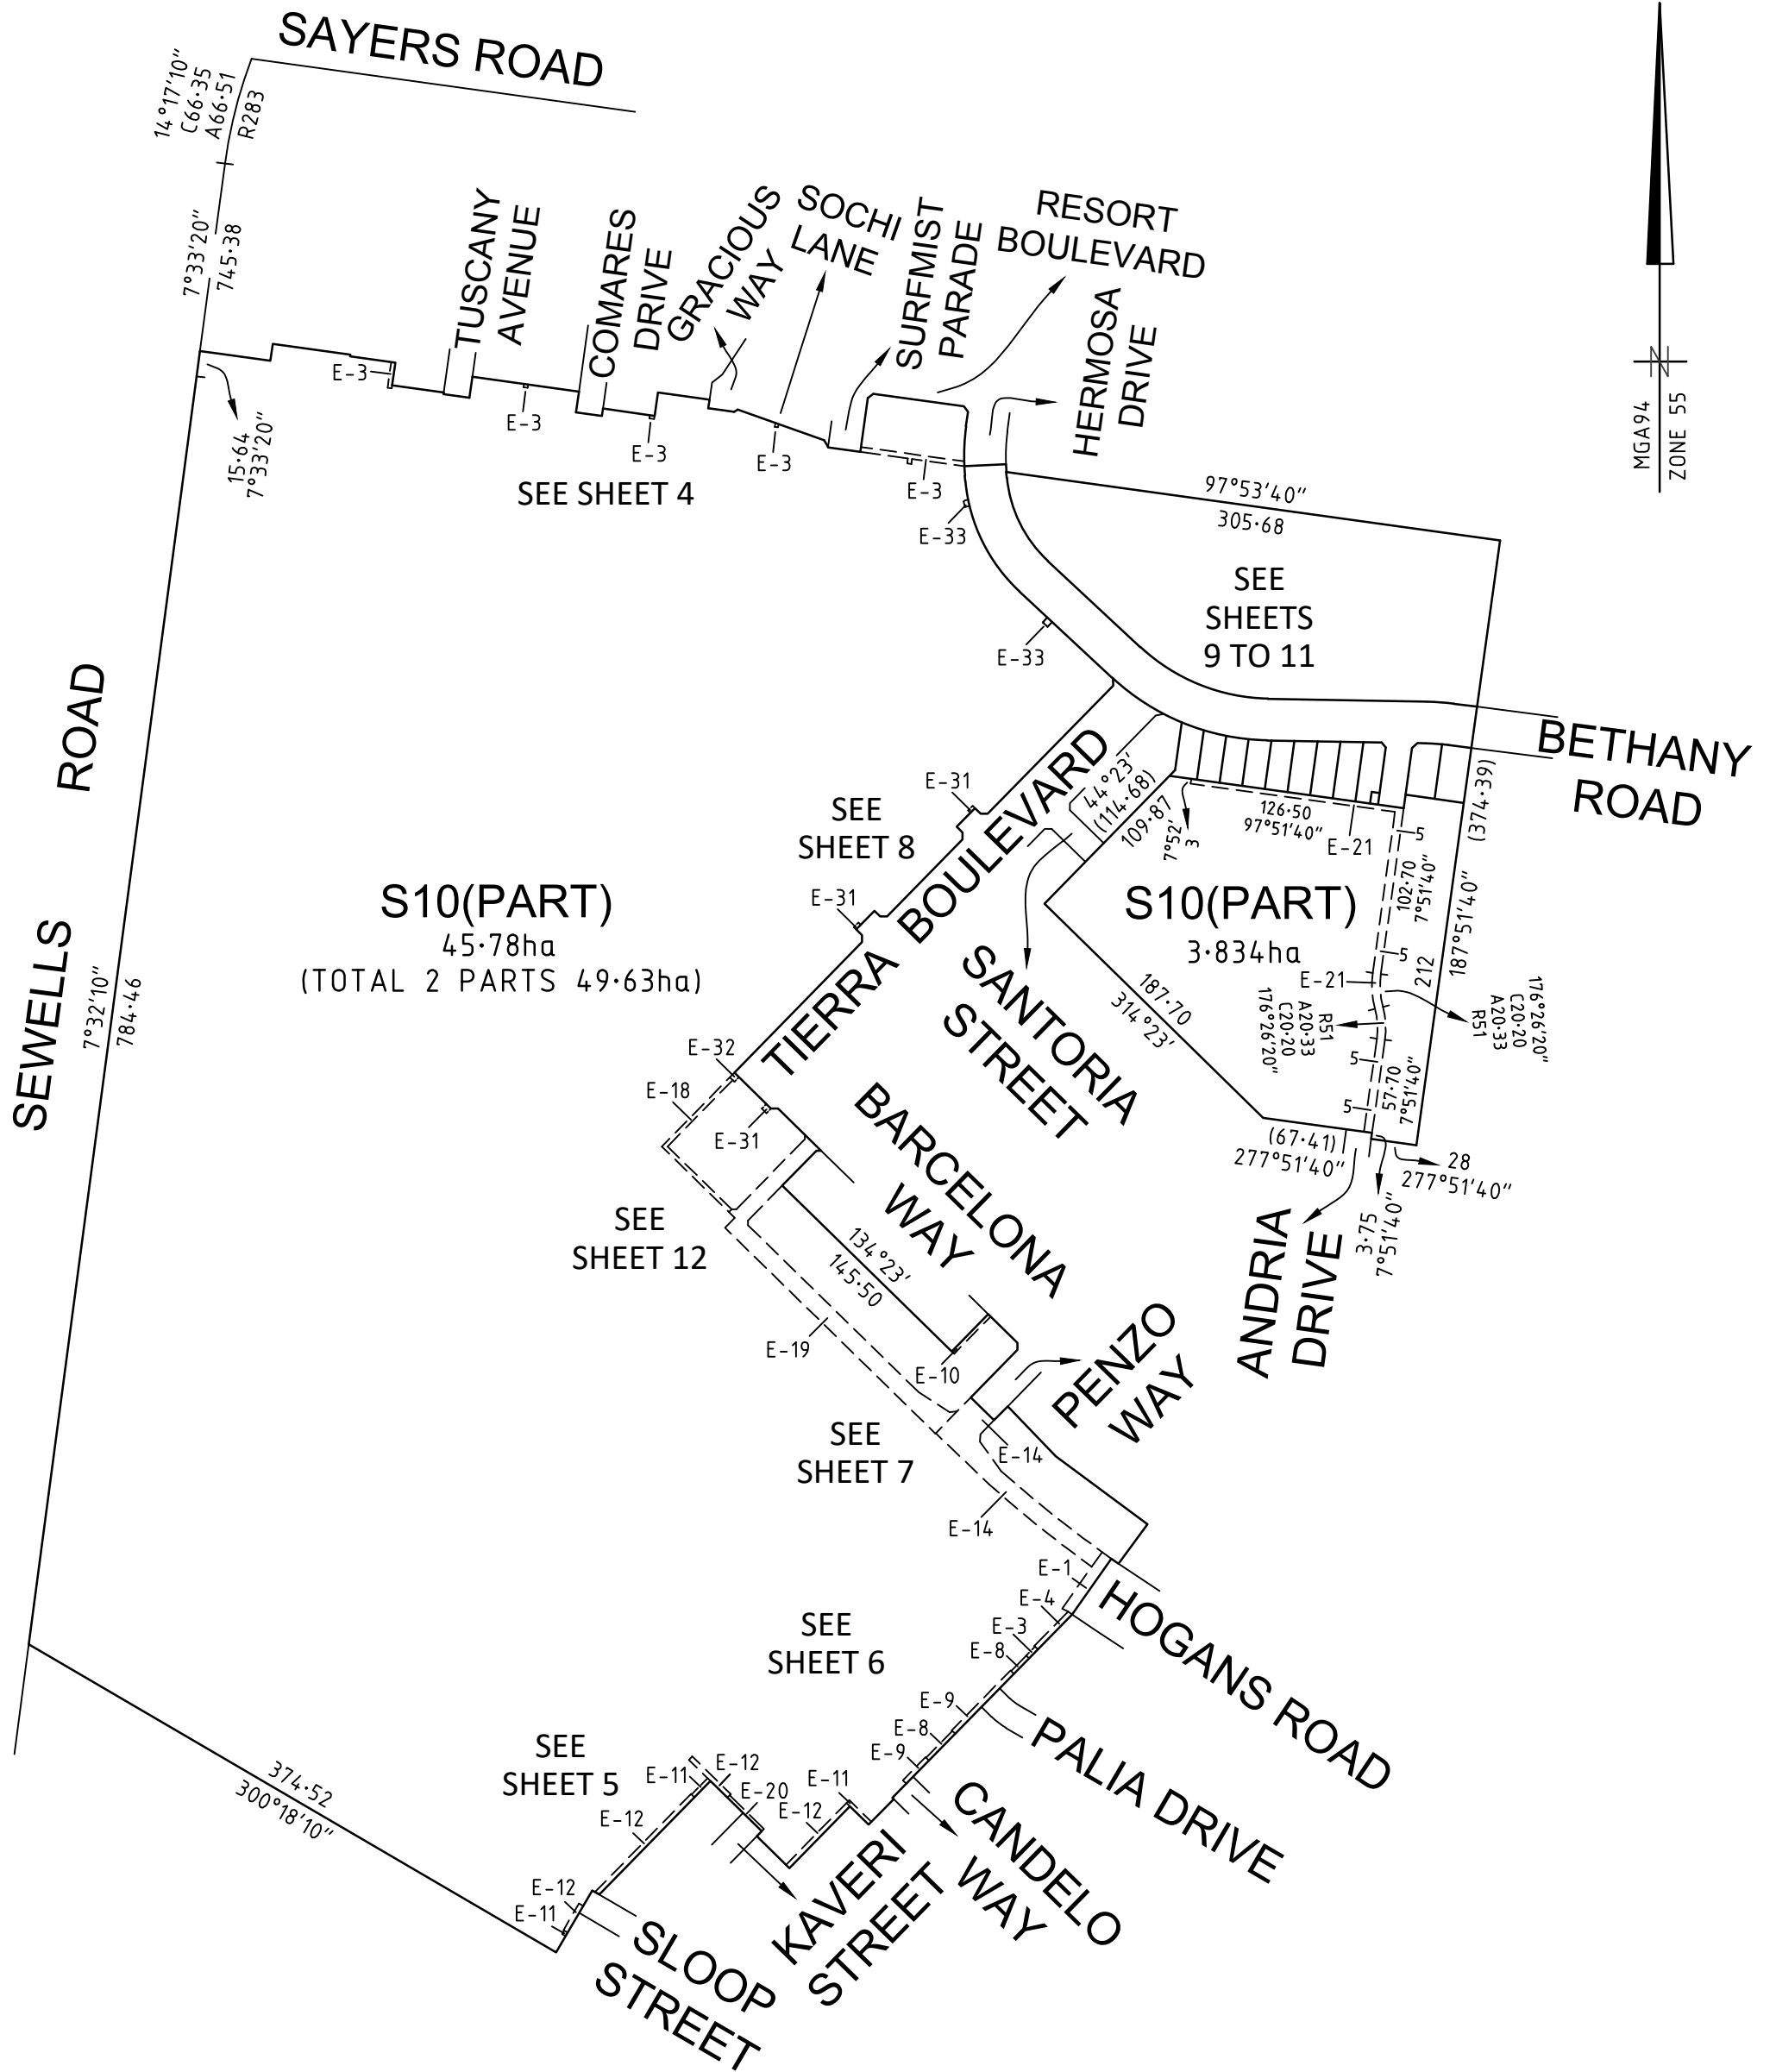 SAYERS ROAD
14°17'10"
C66·35
A66·51
R283
7°33'20"
745·38
TUSCANY
AVENUE
COMARES
DRIVE
GRACIOUS
WAY
SOCHI
LANE
SURFMIST
PARADE
RESORT
BOULEVARD
HERMOSA
DRIVE
MGA94
ZONE 55
N
E-3
E-3
E-3
E-3
E-3
E-33
15·64
7°33'20"
SEE SHEET 4
97°53'40"
305·68
SEE
SHEETS
9 TO 11
E-33
BETHANY
ROAD
SEWELLS ROAD
7°32'10"
784·46
SEE
SHEET 8
E-31
E-31
TIERRA BOULEVARD
44°23'
(114·68)
109·87
7°52'
3
126·50
97°51'40"
E-21
5
102·70
7°51'40"
(374·39)
187°51'40"
212
S10(PART)
45·78ha
(TOTAL 2 PARTS 49·63ha)
S10(PART)
3·834ha
5
E-21
176°26'20"
C20·20
A20·33
R51
R51
A20·33
C20·20
176°26'20"
5
5
57·70
7°51'40"
SANTORIA
STREET
187·70
314°23'
(67·41)
277°51'40"
28
277°51'40"
3·75
7°51'40"
ANDRIA
DRIVE
E-32
E-18
E-31
BARCELONA
WAY
SEE
SHEET 12
134°23'
145·50
E-19
E-10
PENZO
WAY
SEE
SHEET 7
E-14
E-14
E-1
E-4
E-3
E-8
HOGANS ROAD
SEE
SHEET 6
E-9
E-8
E-9
PALIA DRIVE
SEE
SHEET 5
E-11
E-12
E-20
E-11
E-12
E-12
374·52
300°18'10"
E-12
E-11
CANDELO
WAY
KAVERI
STREET
SLOOP
STREET